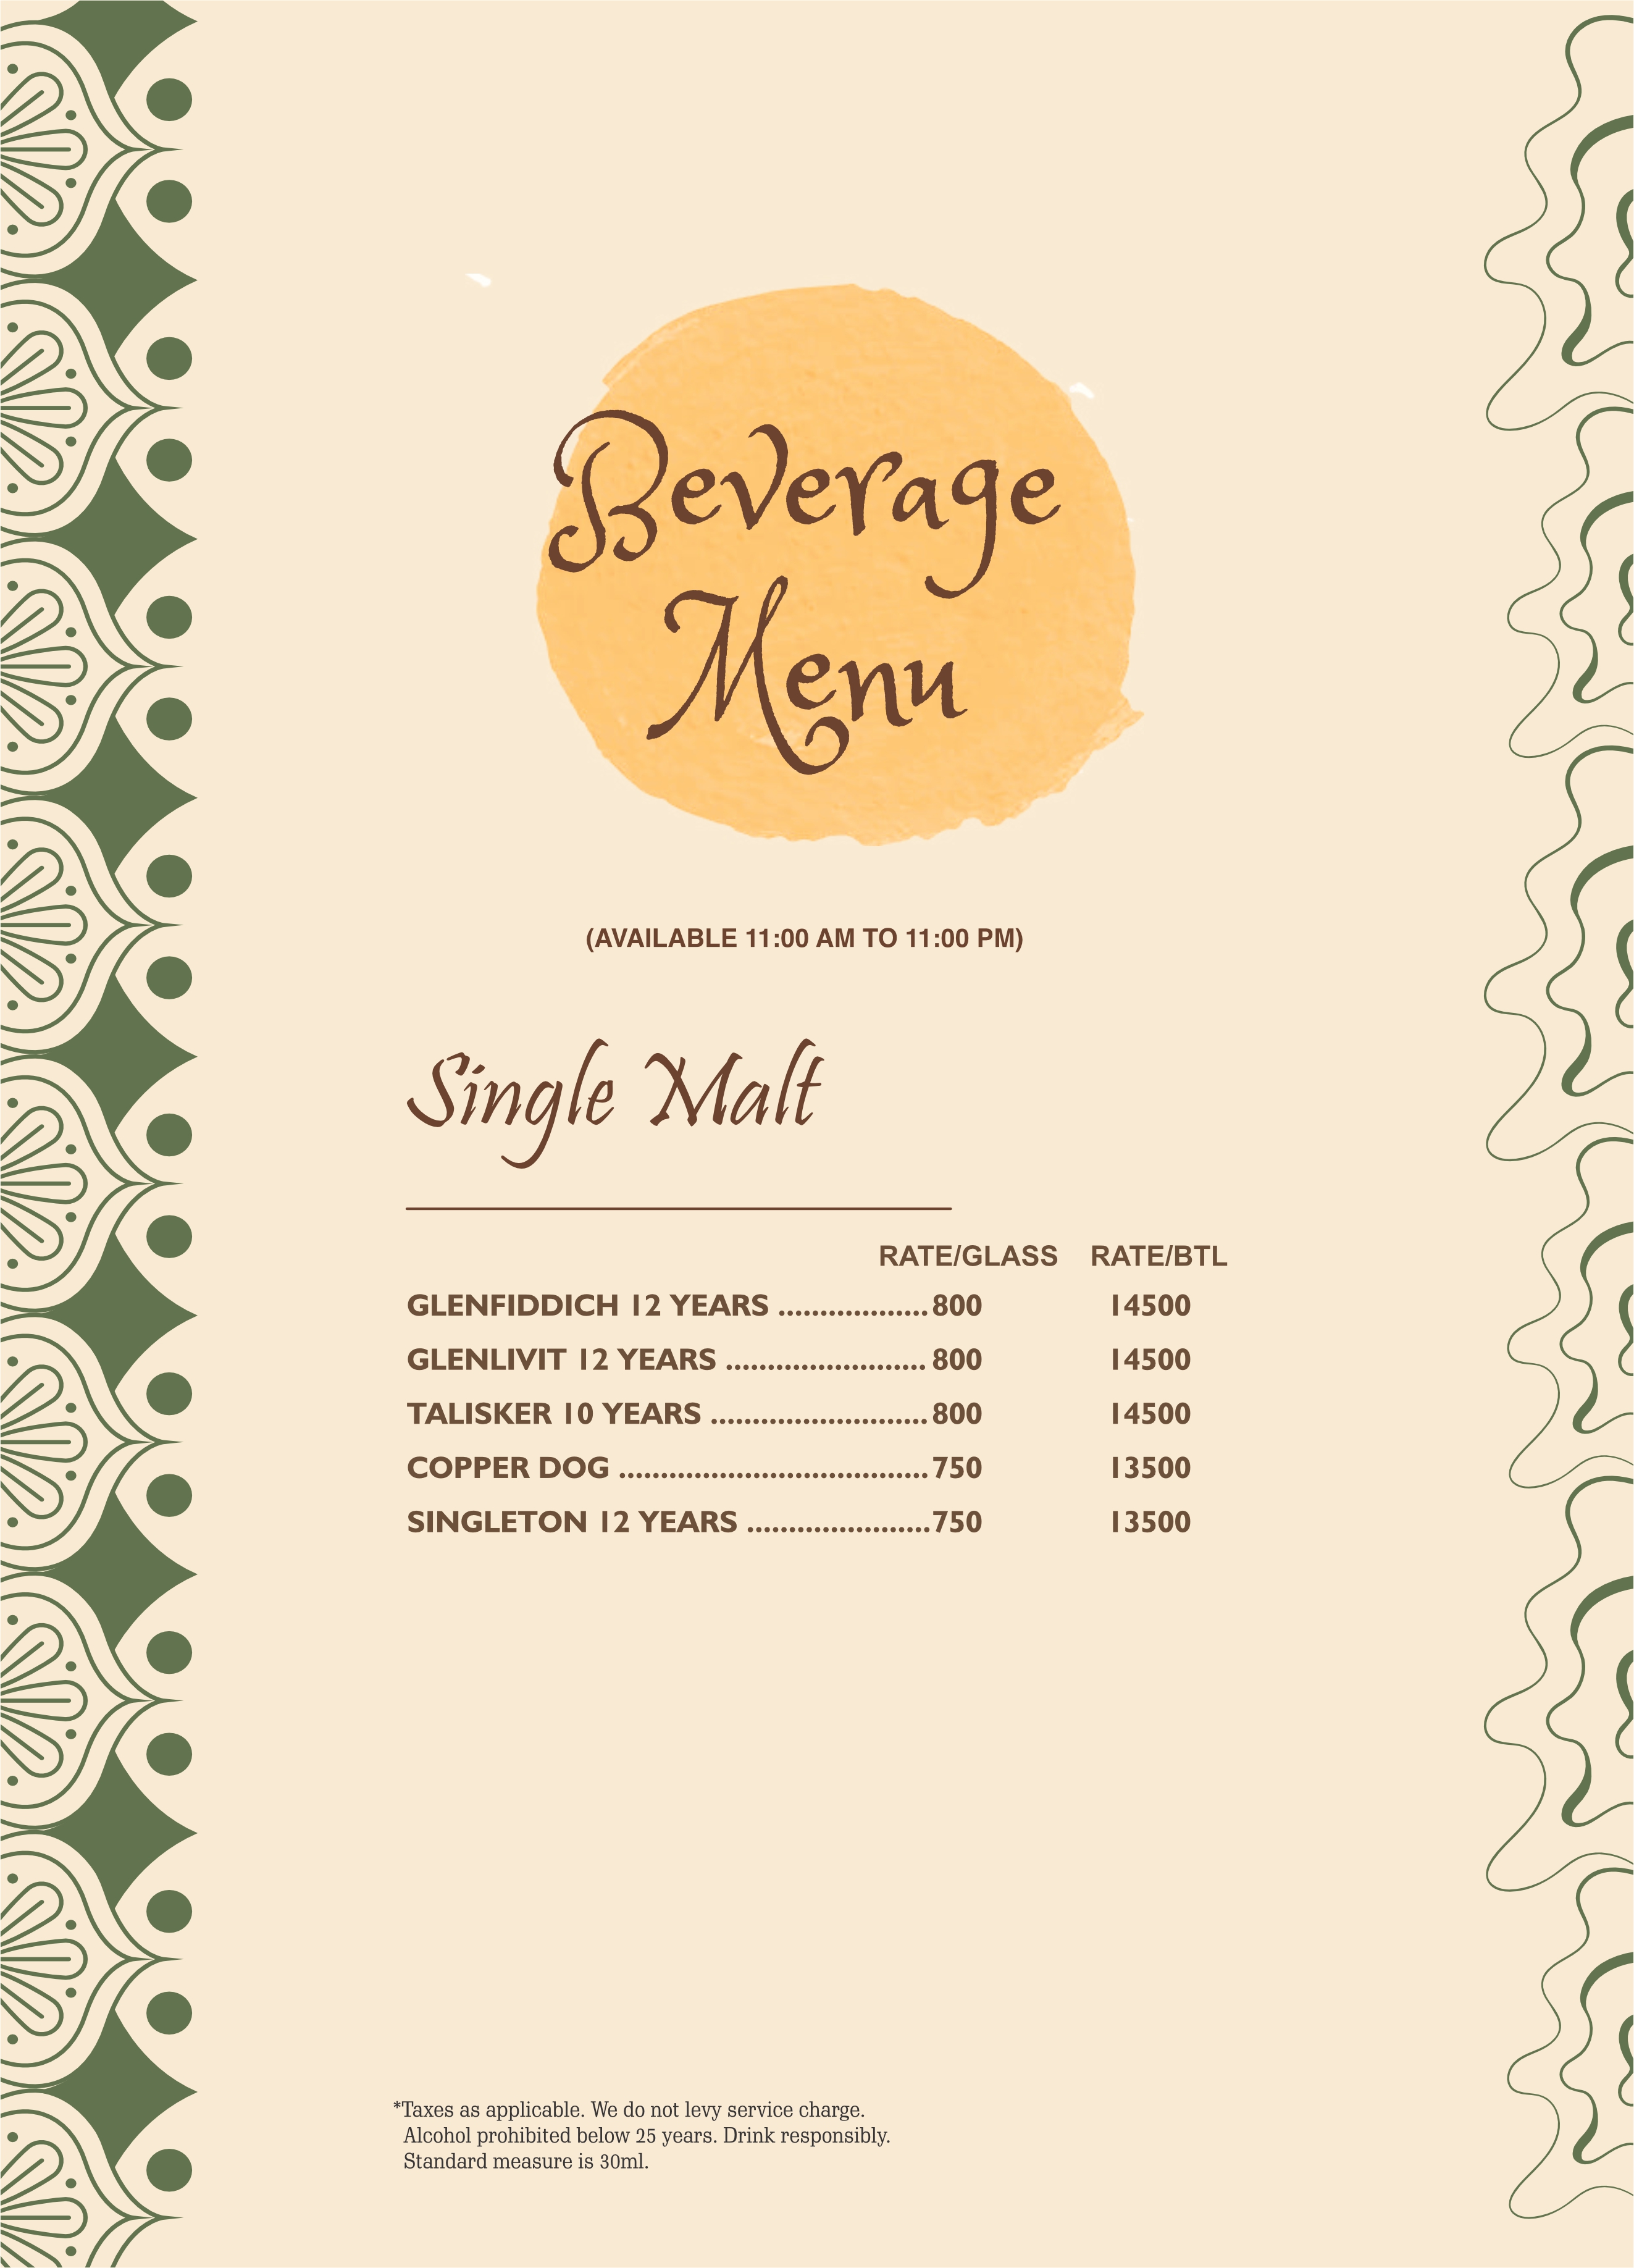 Beverage
Menu
(AVAILABLE 11:00 AM TO 11:00 PM)
Single Malt
RATE/GLASS RATE/BTL
GLENFIDDICH 12 YEARS ..................800 14500
GLENLIVIT 12 YEARS ........................ 800 14500
TALISKER 10 YEARS ..........................800 14500
COPPER DOG .....................................750 13500
SINGLETON 12 YEARS ......................750 13500
*Taxes as applicable. We do not levy service charge.
Alcohol prohibited below 25 years. Drink responsibly.
Standard measure is 30ml.